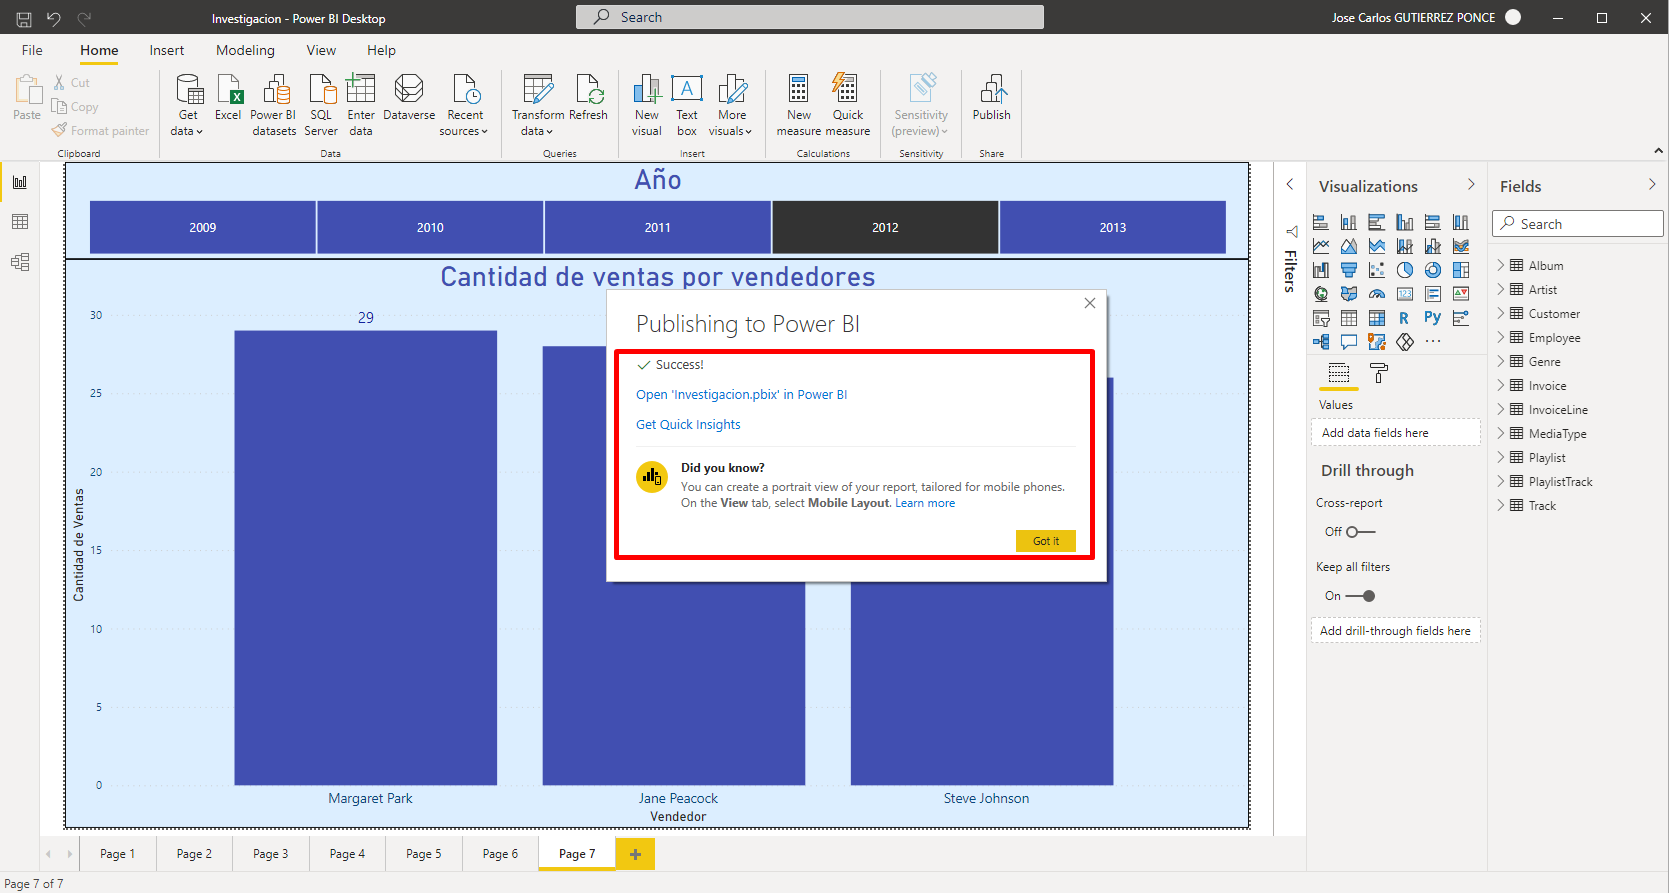 Investigacion - Power BI Desktop
Search
Jose Carlos GUTIERREZ PONCE
File
Home
Insert
Modeling
View
Help
Paste
Cut
Copy
Format painter
Clipboard
Get data
Excel
Power BI datasets
SQL Server
Enter data
Dataverse
Recent sources
Data
Transform data
Refresh
Queries
New visual
Text box
More visuals
Insert
New measure
Quick measure
Calculations
Sensitivity (preview)
Sensitivity
Publish
Share
Año
2009
2010
2011
2012
2013
Cantidad de ventas por vendedores
Cantidad de Ventas
30
25
20
15
10
5
0
29
Margaret Park
Jane Peacock
Steve Johnson
Vendedor
Publishing to Power BI
Success!
Open 'Investigacion.pbix' in Power BI
Get Quick Insights
Did you know?
You can create a portrait view of your report, tailored for mobile phones.
On the View tab, select Mobile Layout. Learn more
Got it
Filters
Visualizations
123
R
Py
Values
Add data fields here
Drill through
Cross-report
Off
Keep all filters
On
Add drill-through fields here
Fields
Search
Album
Artist
Customer
Employee
Genre
Invoice
InvoiceLine
MediaType
Playlist
PlaylistTrack
Track
Page 1
Page 2
Page 3
Page 4
Page 5
Page 6
Page 7
Page 7 of 7